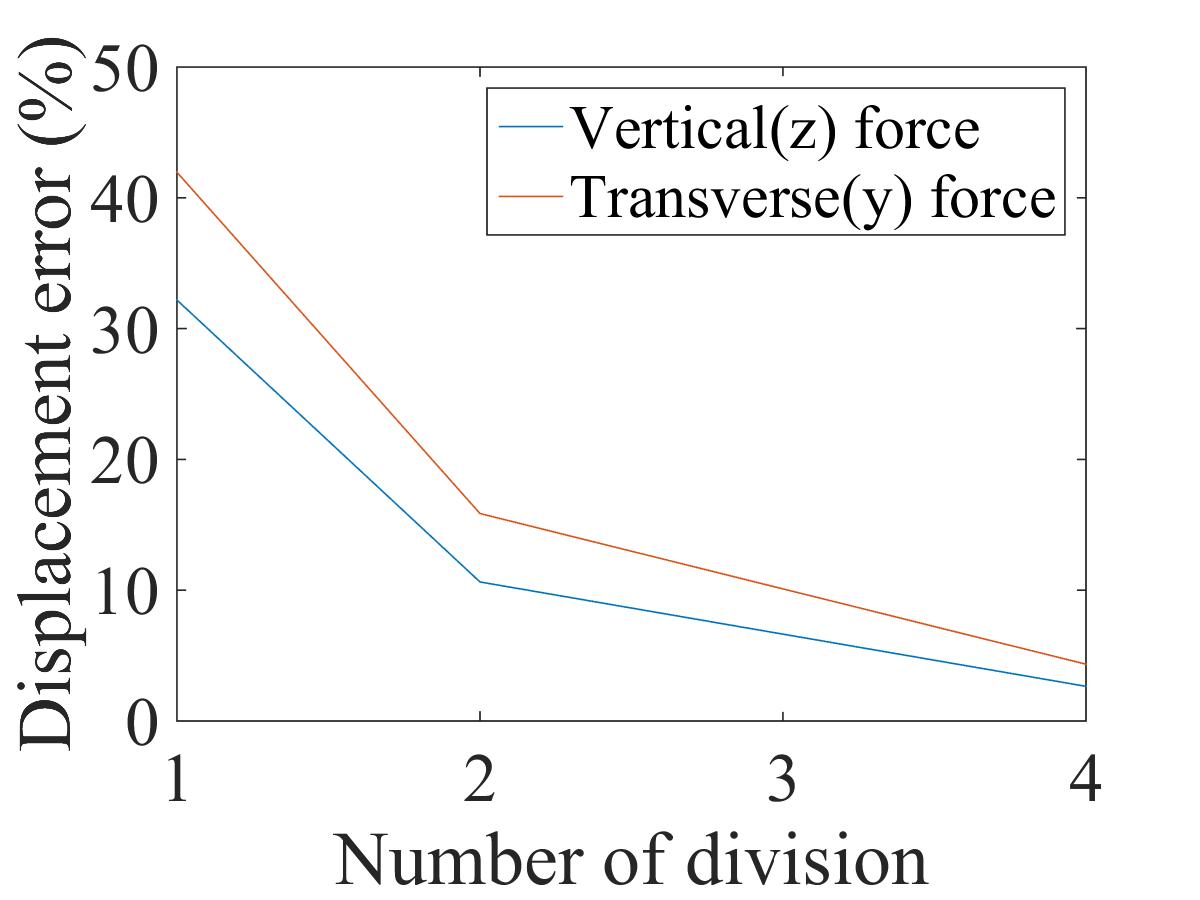 Displacement error (%)
50
40
30
20
10
0
Vertical(z) force
Transverse(y) force
1 2 3 4
Number of division